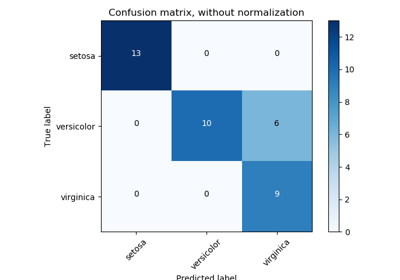 Confusion matrix, without normalization
setosa 13 0 0
versicolor 0 10 6
virginica 0 0 9
True label
setosa versicolor virginica
Predicted label
12
10
8
6
4
2
0